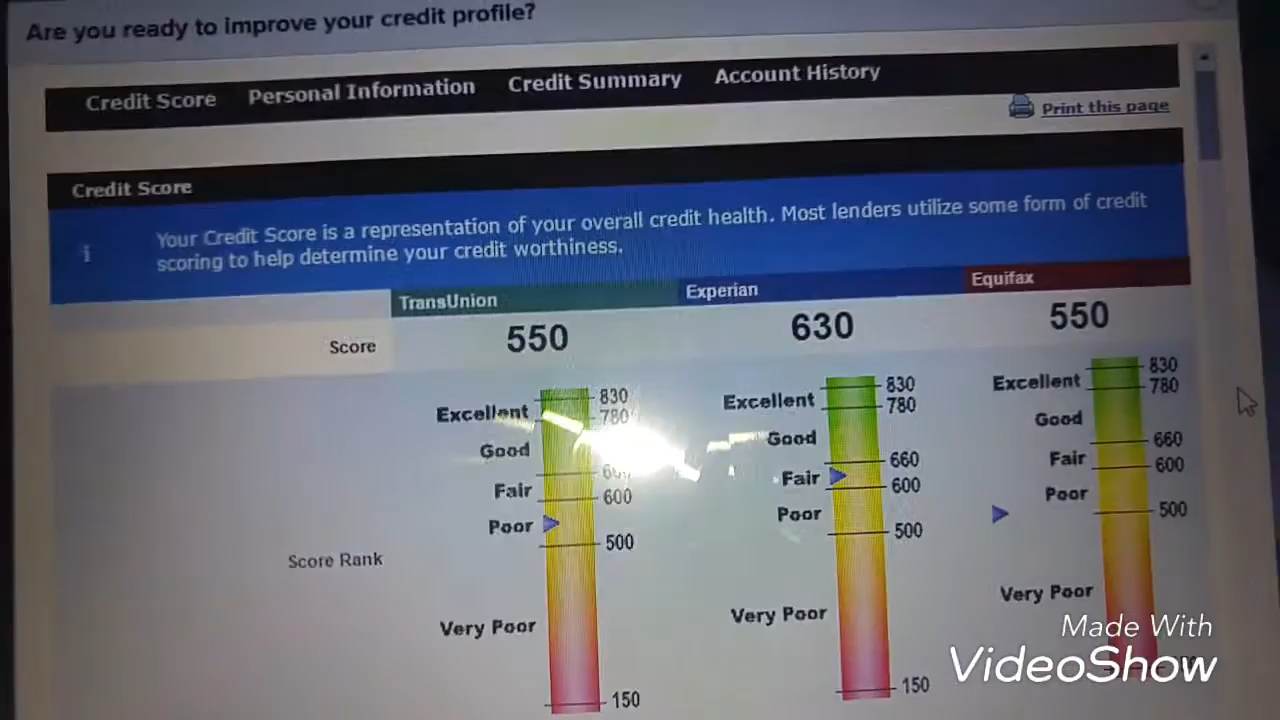 Are you ready to improve your credit profile?
Credit Score Personal Information Credit Summary Account History
Print this page
Credit Score
i
Your Credit Score is a representation of your overall credit health. Most lenders utilize some form of credit
scoring to help determine your credit worthiness.
TransUnion Experian Equifax
Score 550 630 550
Score Rank
Excellent 830
780
Good
Fair 600
Poor
500
Very Poor
150
Excellent 830
780
Good
660
Fair
600
Poor
500
Very Poor
150
Excellent 830
780
Good
660
Fair
600
Poor
500
Very Poor
Made With
VideoShow